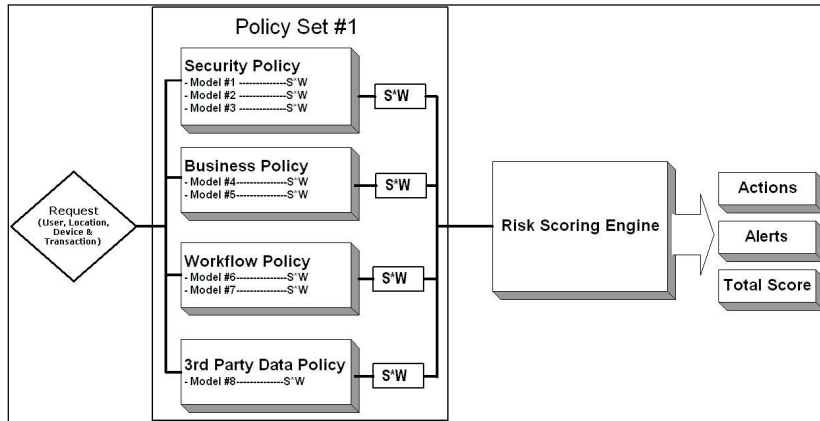 Policy Set #1
Security Policy
- Model #1 --------------S*W
- Model #2 --------------S*W
- Model #3 --------------S*W
S*W
Business Policy
- Model #4--------------S*W
- Model #5--------------S*W
S*W
Request
(User, Location,
Device &
Transaction)
Workflow Policy
- Model #6--------------S*W
- Model #7--------------S*W
S*W
3rd Party Data Policy
- Model #8--------------S*W
S*W
Risk Scoring Engine
Actions
Alerts
Total Score